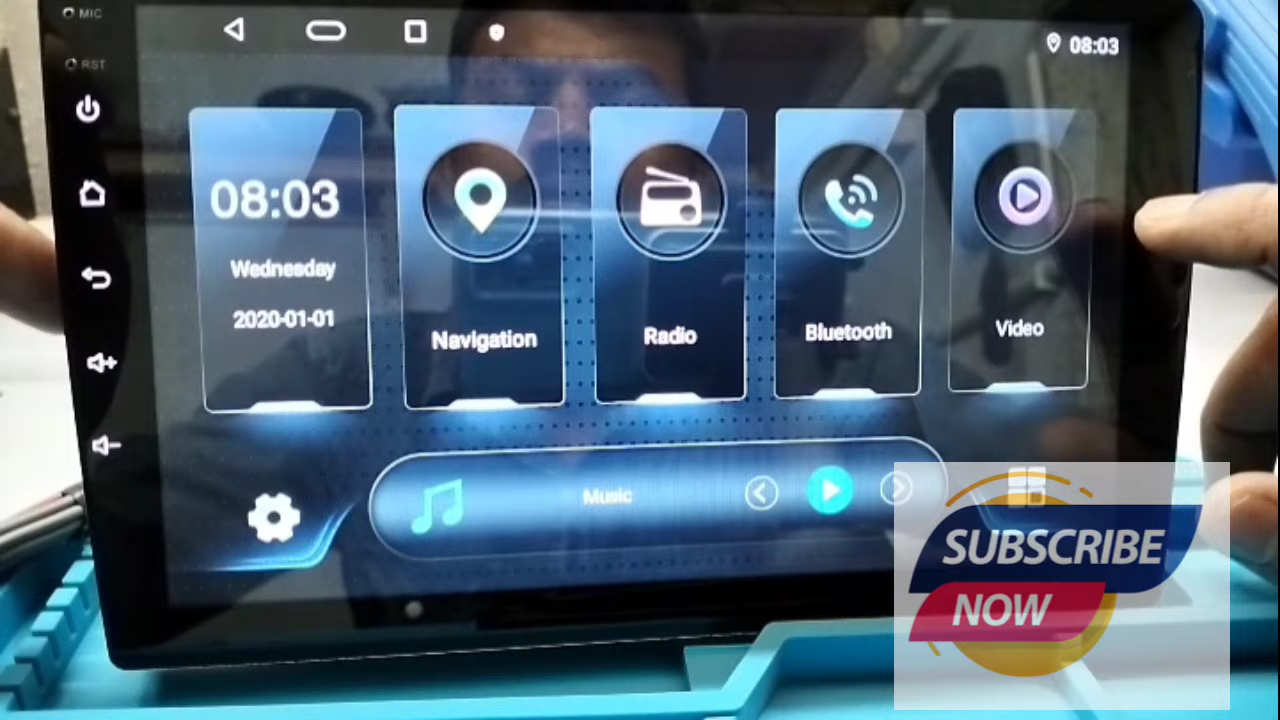 MIC
RST
08:03
08:03
Wednesday
2020-01-01
Navigation
Radio
Bluetooth
Video
Music
SUBSCRIBE
NOW